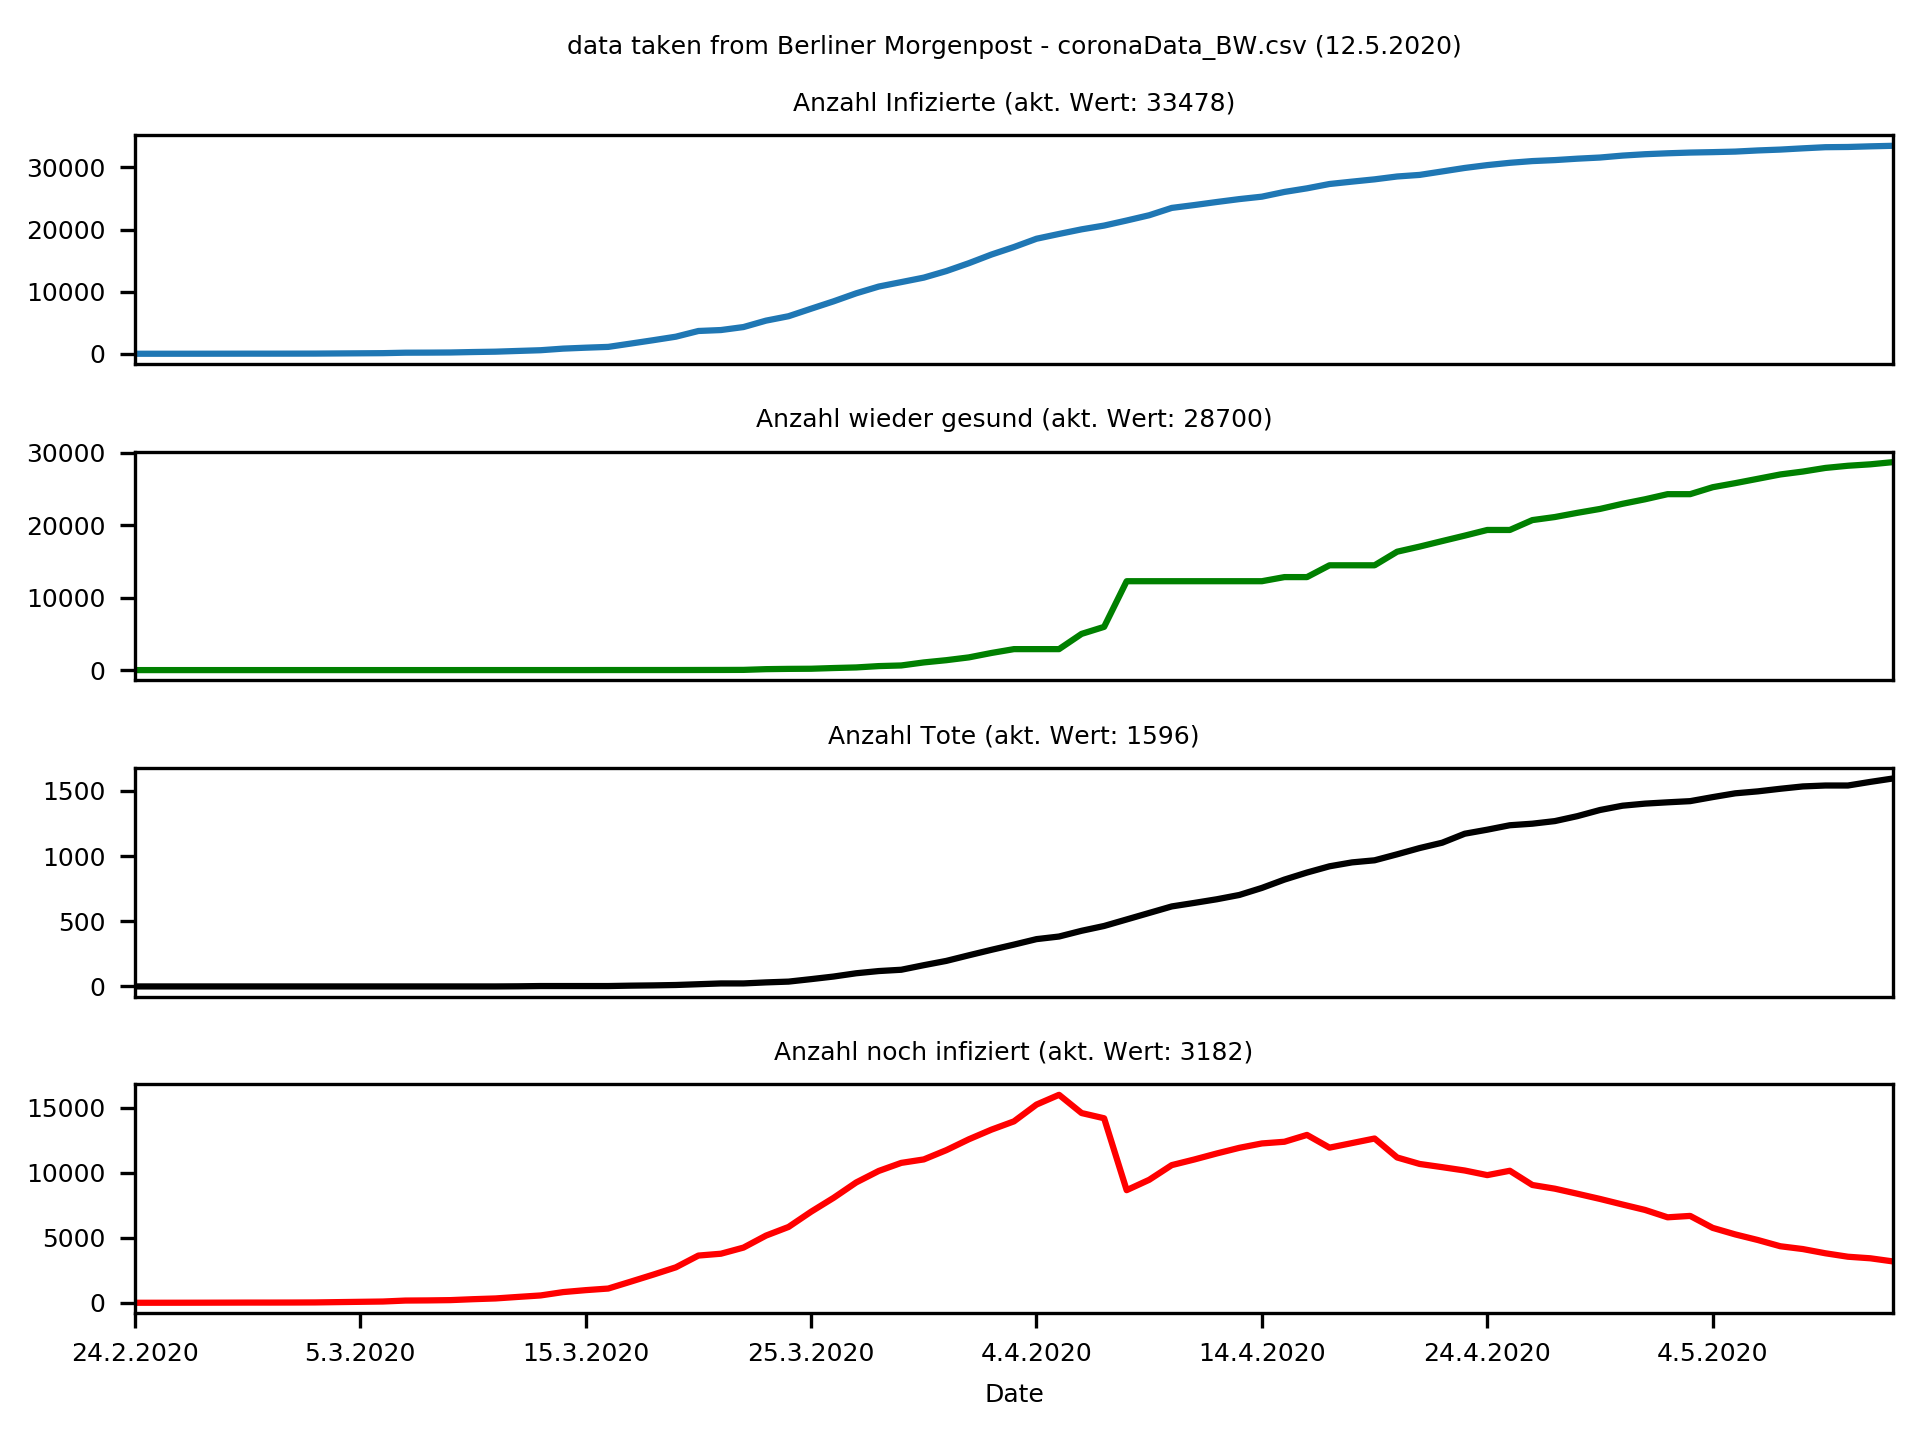 data taken from Berliner Morgenpost - coronaData_BW.csv (12.5.2020)
Anzahl Infizierte (akt. Wert: 33478)
30000
20000
10000
0
Anzahl wieder gesund (akt. Wert: 28700)
30000
20000
10000
0
Anzahl Tote (akt. Wert: 1596)
1500
1000
500
0
Anzahl noch infiziert (akt. Wert: 3182)
15000
10000
5000
0
24.2.2020 5.3.2020 15.3.2020 25.3.2020 4.4.2020 14.4.2020 24.4.2020 4.5.2020
Date